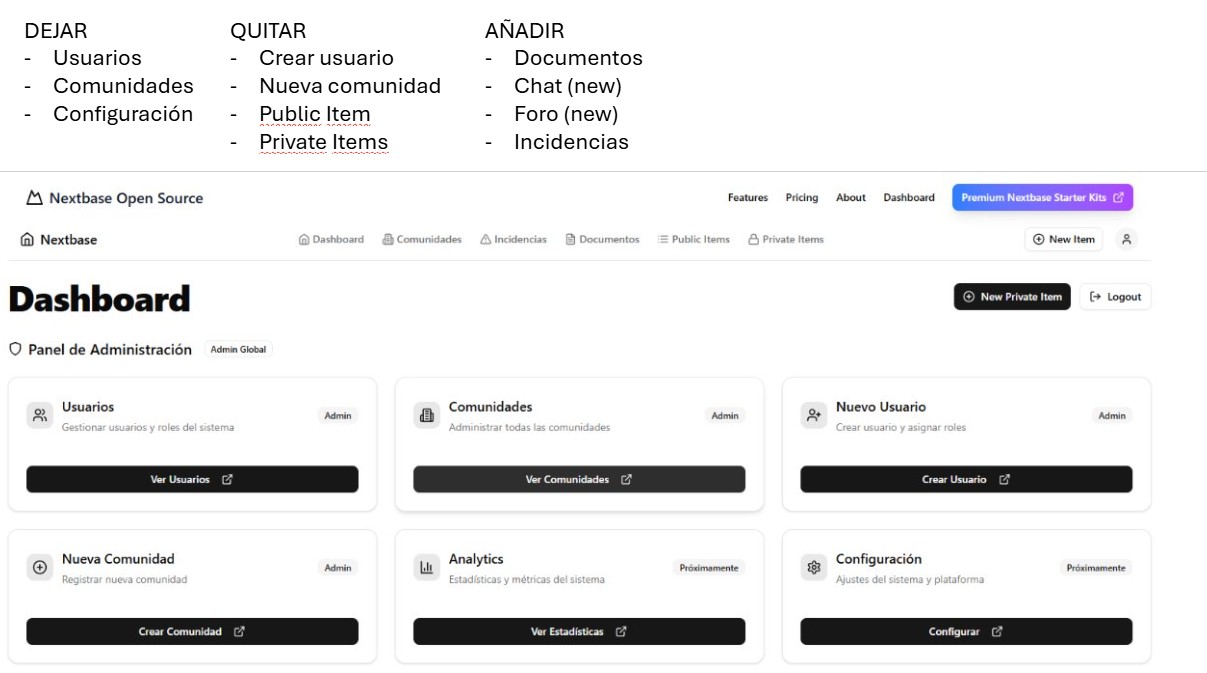 DEJAR
- Usuarios
- Comunidades
- Configuración
QUITAR
- Crear usuario
- Nueva comunidad
- Public Item
- Private Items
AÑADIR
- Documentos
- Chat (new)
- Foro (new)
- Incidencias
Nextbase Open Source
Features Pricing About Dashboard Premium Nextbase Starter Kits
Nextbase
Dashboard Comunidades Incidencias Documentos Public Items Private Items
New Item
Dashboard
New Private Item Logout
Panel de Administración Admin Global
Usuarios
Gestionar usuarios y roles del sistema
Admin
Ver Usuarios
Comunidades
Administrar todas las comunidades
Admin
Ver Comunidades
Nuevo Usuario
Crear usuario y asignar roles
Admin
Crear Usuario
Nueva Comunidad
Registrar nueva comunidad
Admin
Crear Comunidad
Analytics
Estadísticas y métricas del sistema
Próximamente
Ver Estadísticas
Configuración
Ajustes del sistema y plataforma
Próximamente
Configurar